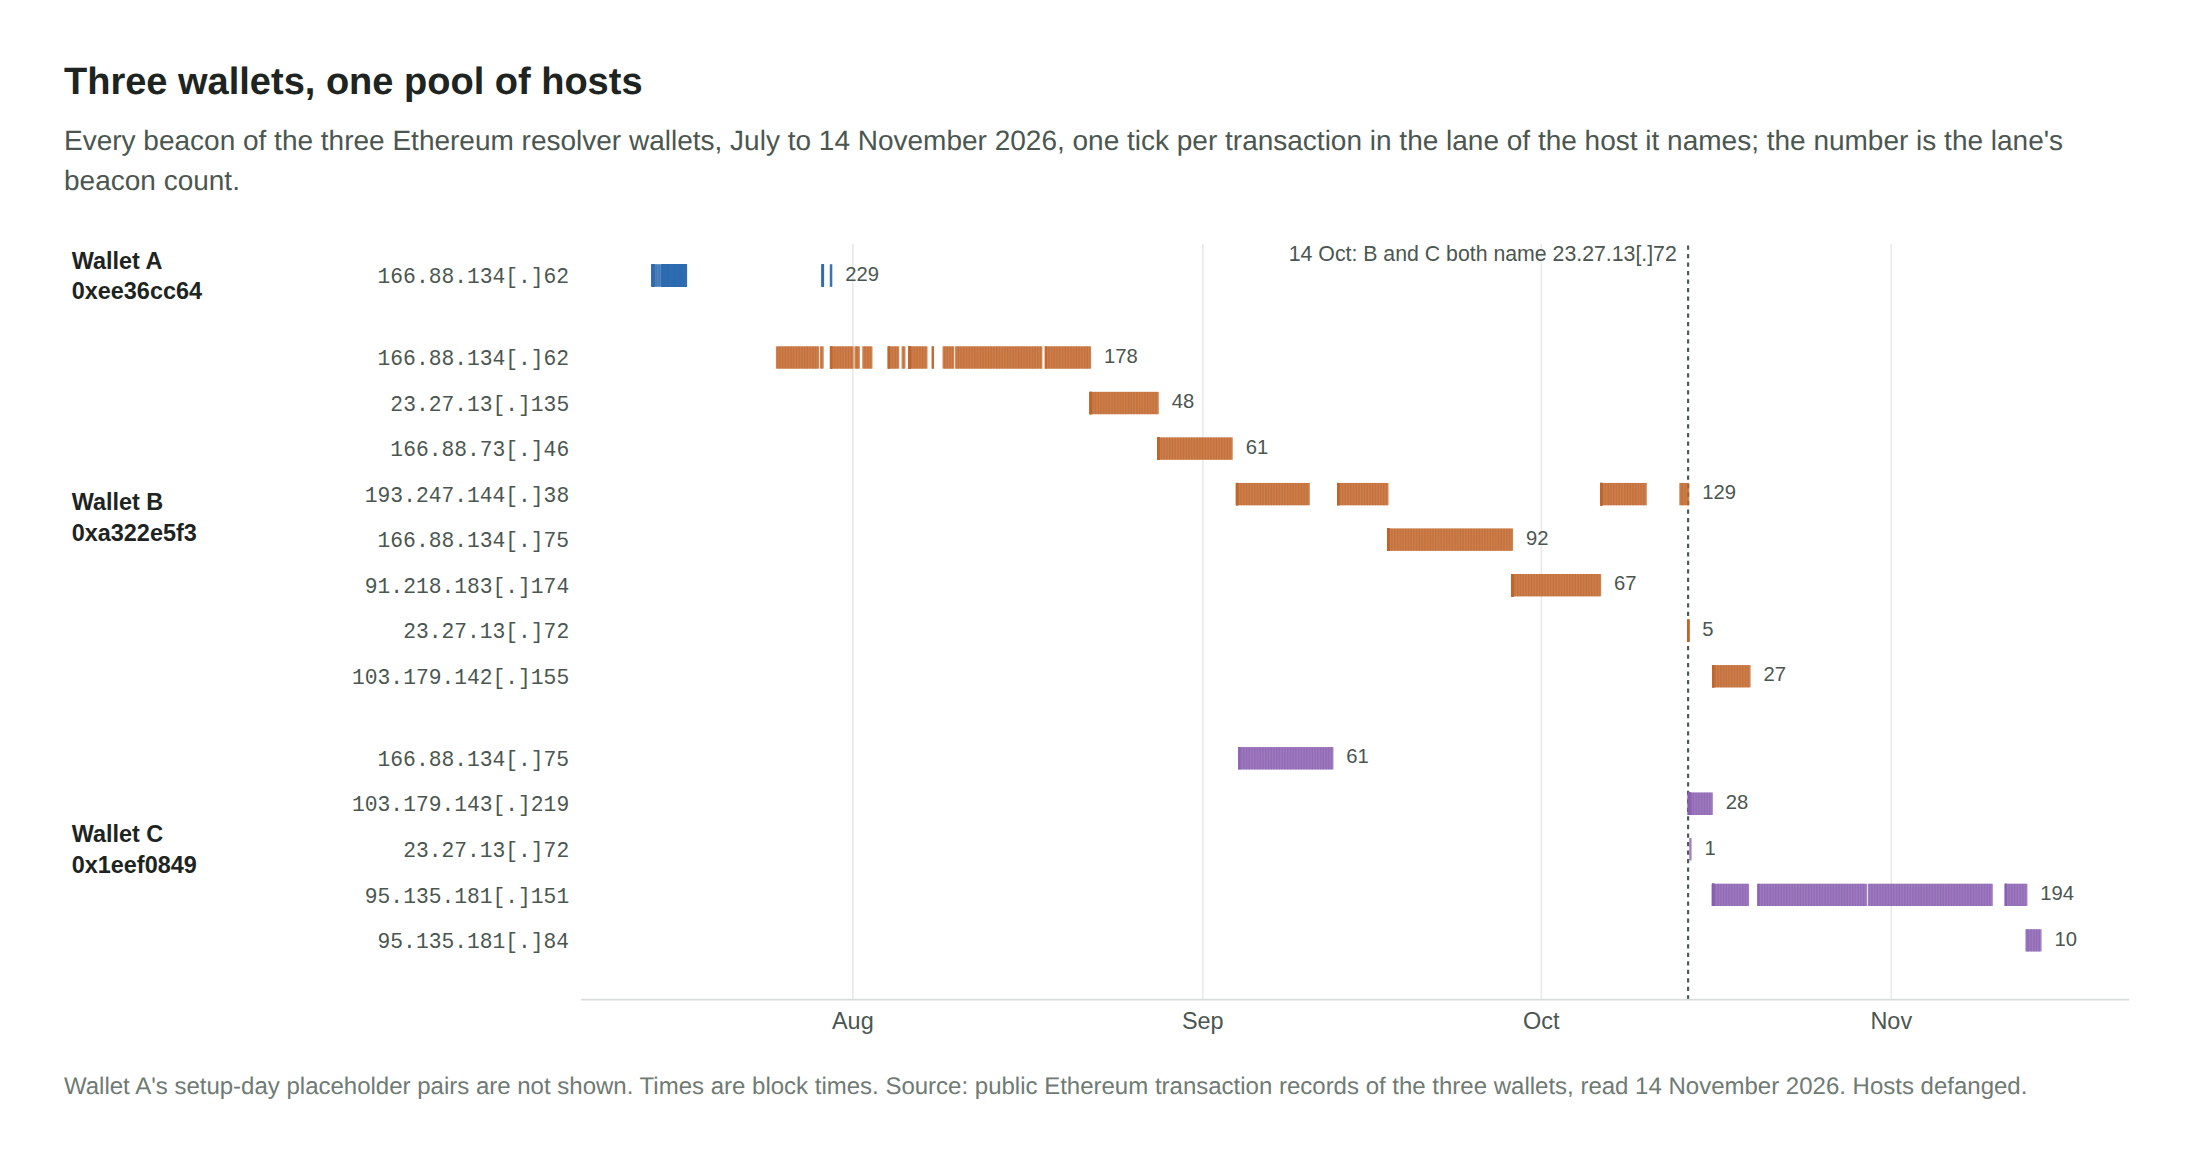 Three wallets, one pool of hosts
Every beacon of the three Ethereum resolver wallets, July to 14 November 2026, one tick per transaction in the lane of the host it names; the number is the lane's
beacon count.
14 Oct: B and C both name 23.27.13[.]72
Wallet A
0xee36cc64
166.88.134[.]62
229
166.88.134[.]62
178
23.27.13[.]135
48
166.88.73[.]46
61
Wallet B
0xa322e5f3
193.247.144[.]38
129
166.88.134[.]75
92
91.218.183[.]174
67
23.27.13[.]72
5
103.179.142[.]155
27
166.88.134[.]75
61
103.179.143[.]219
28
Wallet C
0x1eef0849
23.27.13[.]72
1
95.135.181[.]151
194
95.135.181[.]84
10
Aug
Sep
Oct
Nov
Wallet A's setup-day placeholder pairs are not shown. Times are block times. Source: public Ethereum transaction records of the three wallets, read 14 November 2026. Hosts defanged.